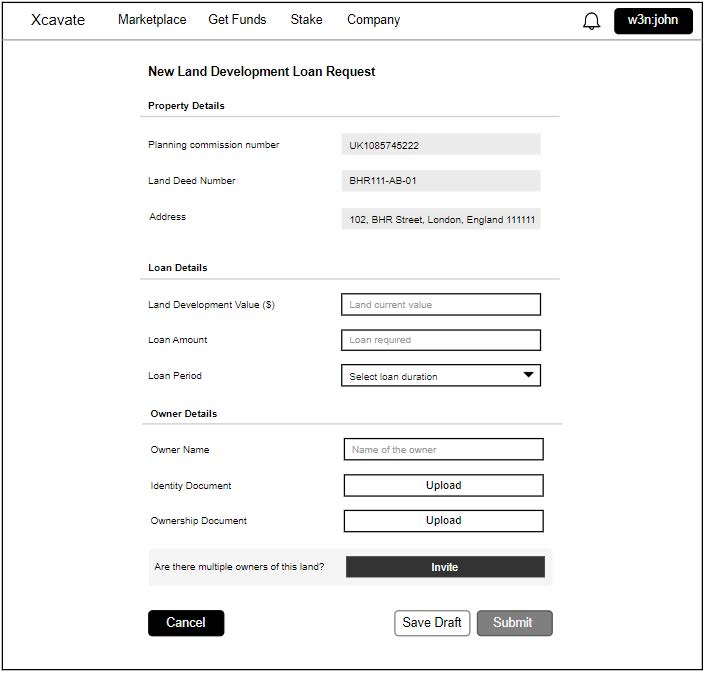 Xcavate Marketplace Get Funds Stake Company w3n:john
New Land Development Loan Request
Property Details
Planning commission number UK1085745222
Land Deed Number BHR111-AB-01
Address 102, BHR Street, London, England 111111
Loan Details
Land Development Value ($) Land current value
Loan Amount Loan required
Loan Period Select loan duration
Owner Details
Owner Name Name of the owner
Identity Document Upload
Ownership Document Upload
Are there multiple owners of this land? Invite
Cancel Save Draft Submit